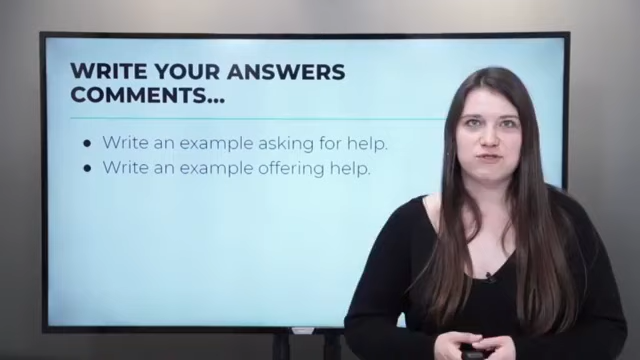 WRITE YOUR ANSWERS
COMMENTS...
● Write an example asking for help.
● Write an example offering help.